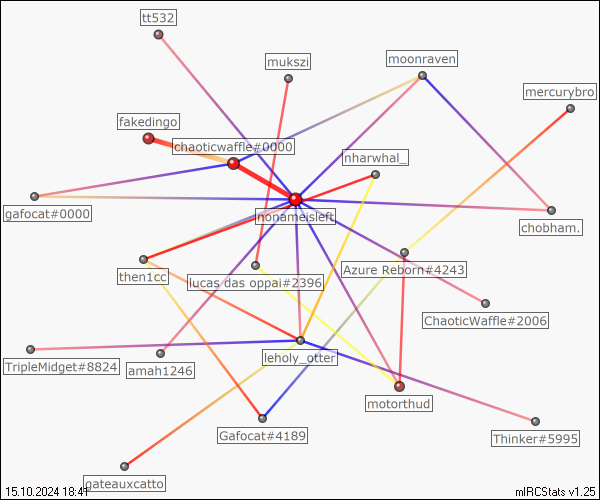 tt532
mukszi
moonraven
mercurybro
fakedingo
chaoticwaffle#0000
nharwhal_
gafocat#0000
nonameisleft
chobham.
then1cc
Azure Reborn#4243
lucas das oppai#2396
ChaoticWaffle#2006
TripleMidget#8824
amah1246
leholy_otter
motorthud
Gafocat#4189
Thinker#5995
gateauxcatto
15.10.2024 18:41
mIRCStats v1.25